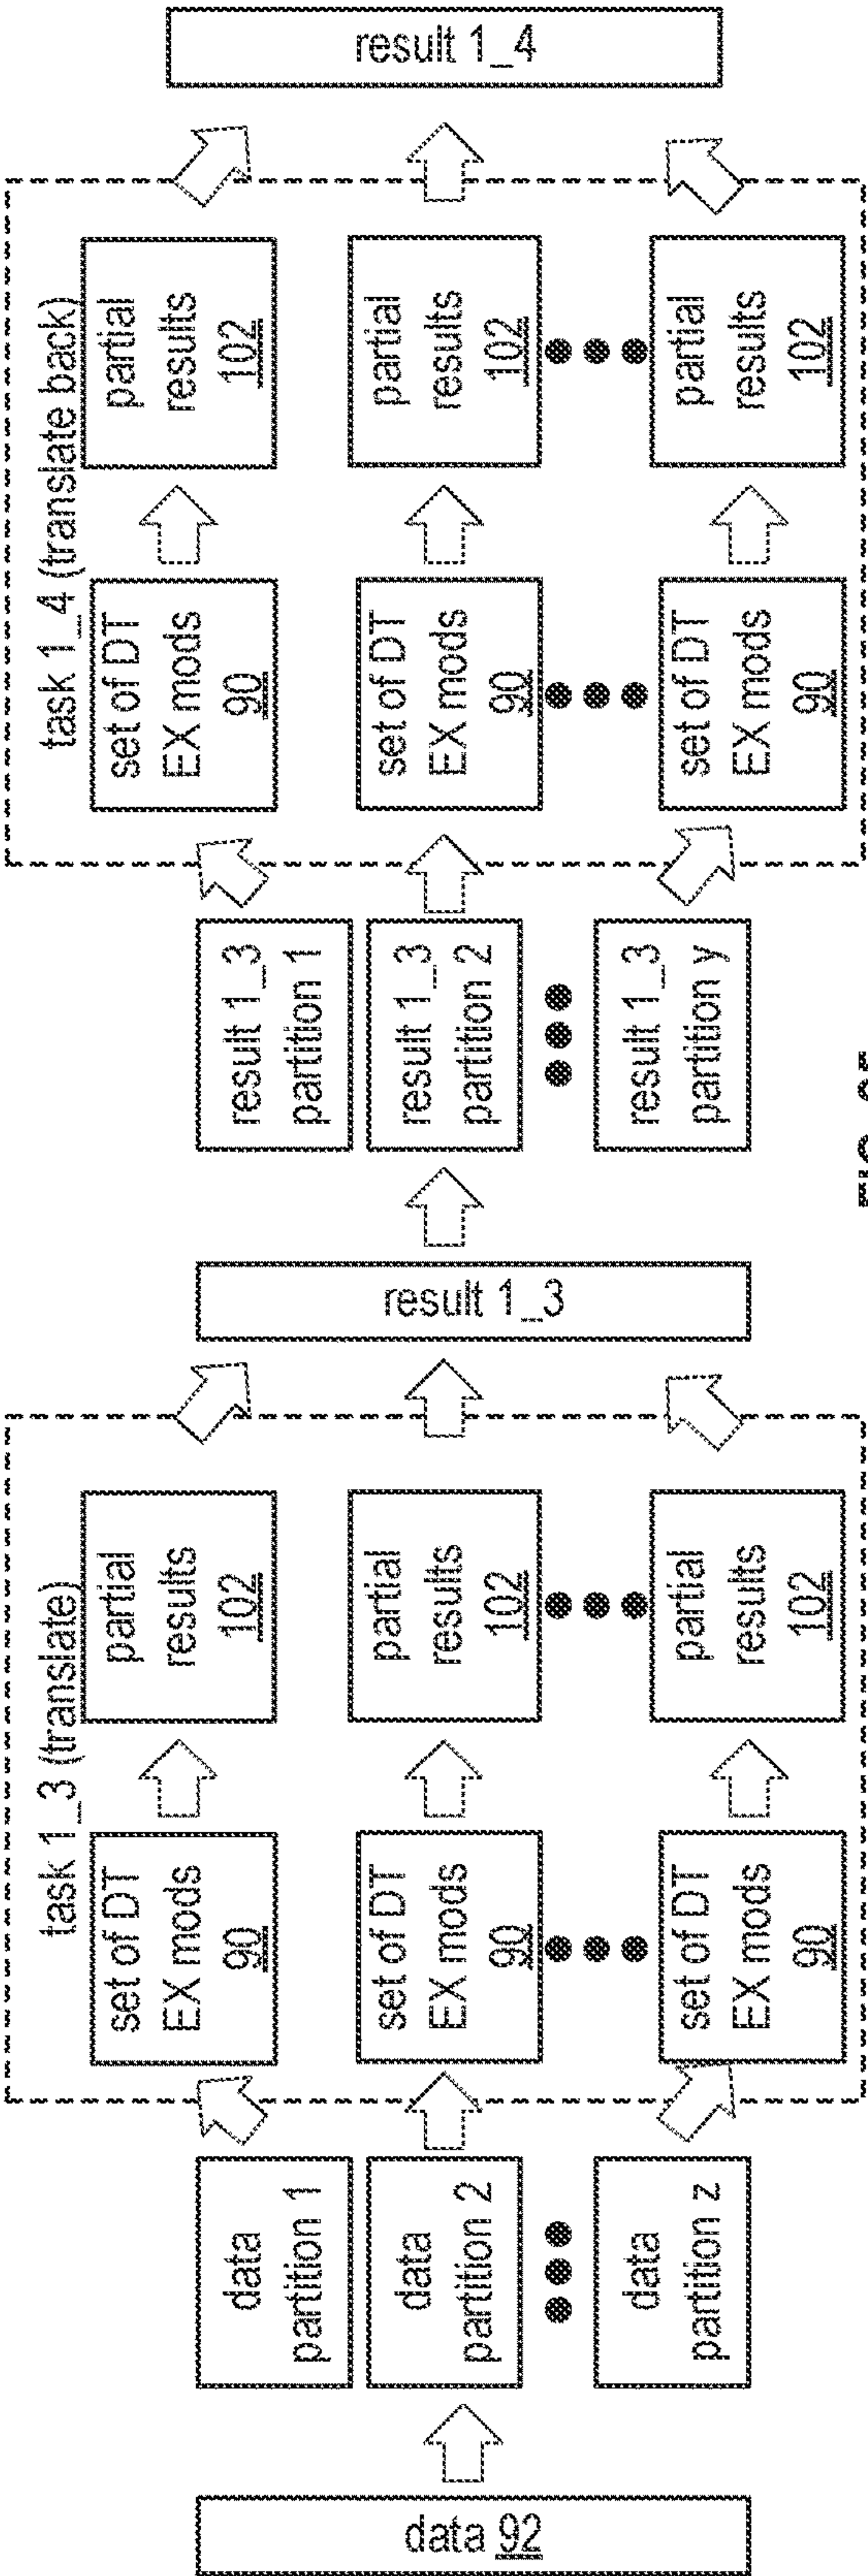 data 92
data
partition 1
data
partition 2
data
partition z
task 1_3 (translate)
set of DT
EX mods
90
partial
results
102
set of DT
EX mods
90
partial
results
102
set of DT
EX mods
90
partial
results
102
result 1_3
result 1_3
partition 1
result 1_3
partition 2
result 1_3
partition y
task 1_4 (translate back)
set of DT
EX mods
90
partial
results
102
set of DT
EX mods
90
partial
results
102
set of DT
EX mods
90
partial
results
102
result 1_4